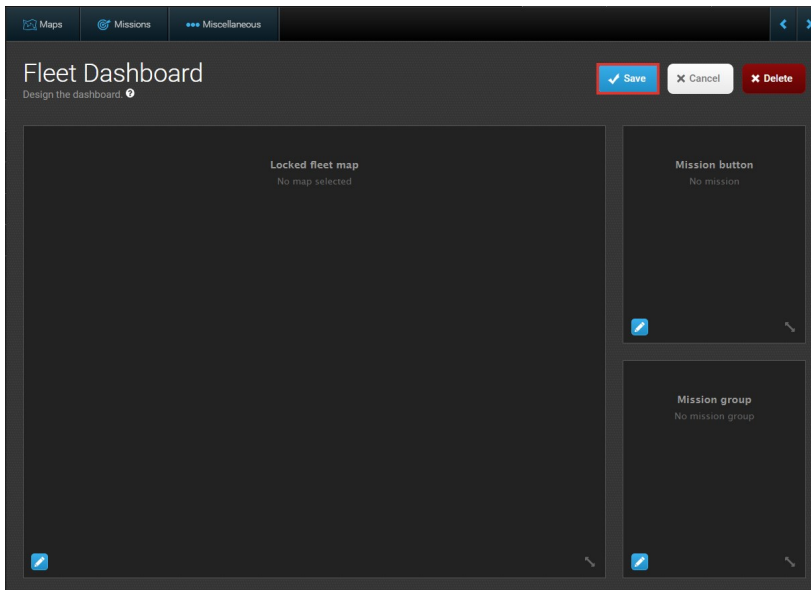 Maps Missions Miscellaneous
Fleet Dashboard
Design the dashboard.
Save Cancel Delete
Locked fleet map
No map selected
Mission button
No mission
Mission group
No mission group